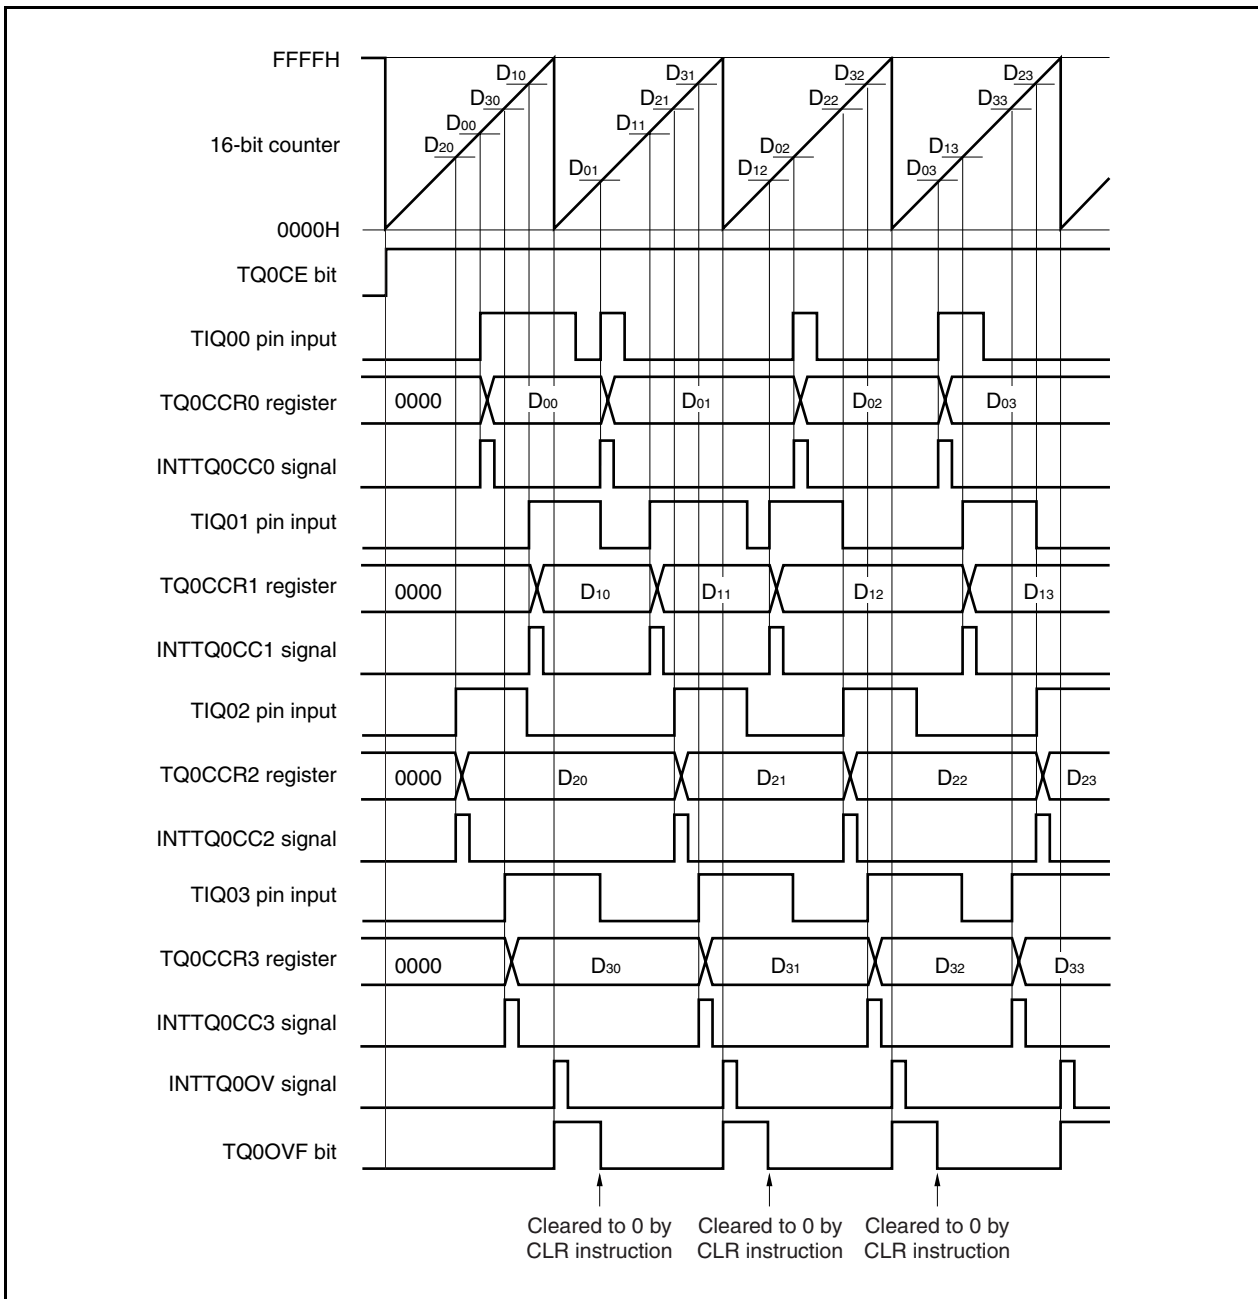 FFFFH
D10 D31 D32 D23
D30 D21 D22 D33
D00 D11
16-bit counter
D20 D02 D13
D01 D12 D03
0000H
TQ0CE bit
TIQ00 pin input
TQ0CCR0 register 0000 D00 D01 D02 D03
INTTQ0CC0 signal
TIQ01 pin input
TQ0CCR1 register 0000 D10 D11 D12 D13
INTTQ0CC1 signal
TIQ02 pin input
TQ0CCR2 register 0000 D20 D21 D22 D23
INTTQ0CC2 signal
TIQ03 pin input
TQ0CCR3 register 0000 D30 D31 D32 D33
INTTQ0CC3 signal
INTTQ0OV signal
TQ0OVF bit
Cleared to 0 by Cleared to 0 by Cleared to 0 by
CLR instruction CLR instruction CLR instruction